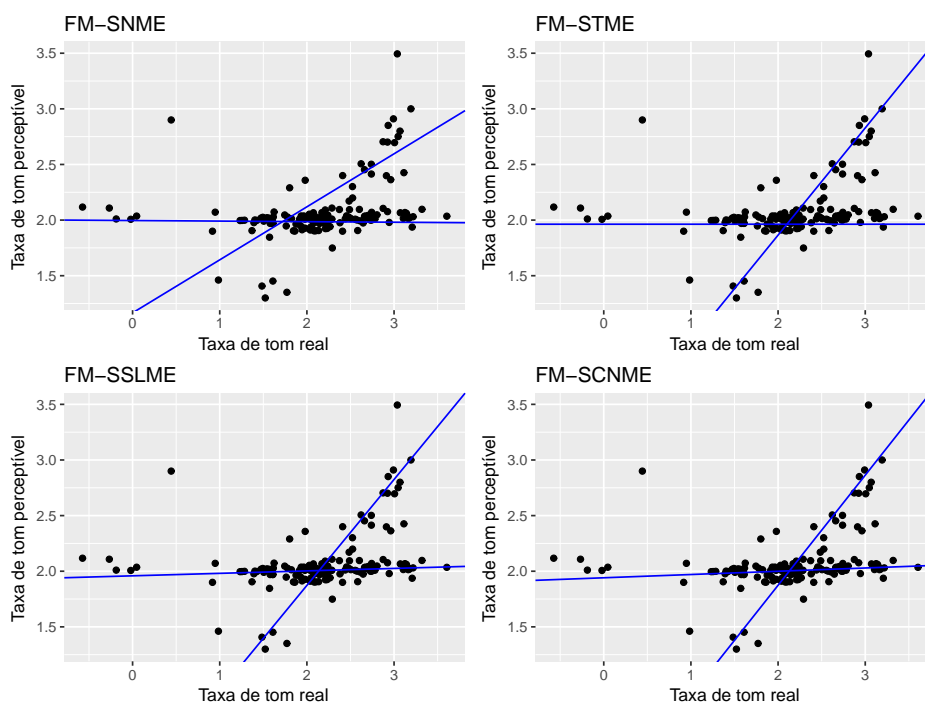 FM−SNME
3.5
3.0
2.5
2.0
1.5
Taxa de tom perceptível
0 1 2 3
Taxa de tom real
FM−STME
3.5
3.0
2.5
2.0
1.5
Taxa de tom perceptível
0 1 2 3
Taxa de tom real
FM−SSLME
3.5
3.0
2.5
2.0
1.5
Taxa de tom perceptível
0 1 2 3
Taxa de tom real
FM−SCNME
3.5
3.0
2.5
2.0
1.5
Taxa de tom perceptível
0 1 2 3
Taxa de tom real